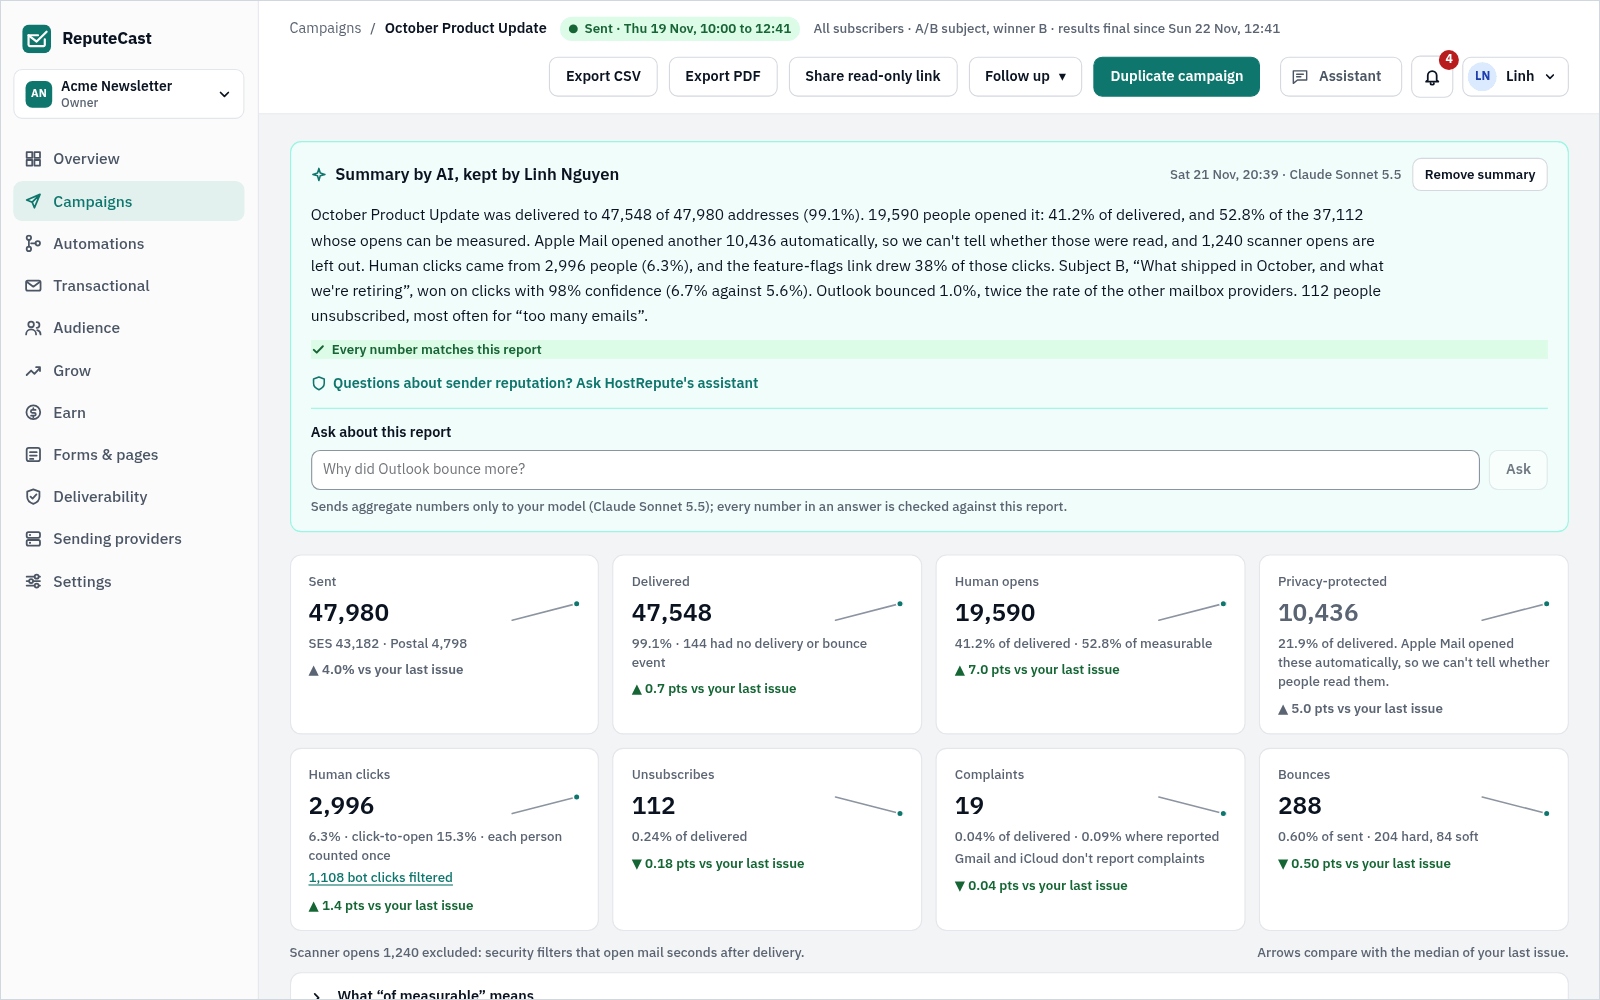 ReputeCast
AN
Acme Newsletter
Owner
Overview
Campaigns
Automations
Transactional
Audience
Grow
Earn
Forms & pages
Deliverability
Sending providers
Settings
Campaigns / October Product Update
Sent · Thu 19 Nov, 10:00 to 12:41
All subscribers · A/B subject, winner B · results final since Sun 22 Nov, 12:41
Export CSV
Export PDF
Share read-only link
Follow up ▾
Duplicate campaign
Assistant
4
LN
Linh
Summary by AI, kept by Linh Nguyen
Sat 21 Nov, 20:39 · Claude Sonnet 5.5
Remove summary
October Product Update was delivered to 47,548 of 47,980 addresses (99.1%). 19,590 people opened it: 41.2% of delivered, and 52.8% of the 37,112
whose opens can be measured. Apple Mail opened another 10,436 automatically, so we can't tell whether those were read, and 1,240 scanner opens are
left out. Human clicks came from 2,996 people (6.3%), and the feature-flags link drew 38% of those clicks. Subject B, “What shipped in October, and what
we're retiring”, won on clicks with 98% confidence (6.7% against 5.6%). Outlook bounced 1.0%, twice the rate of the other mailbox providers. 112 people
unsubscribed, most often for “too many emails”.
Every number matches this report
Questions about sender reputation? Ask HostRepute's assistant
Ask about this report
Why did Outlook bounce more?
Ask
Sends aggregate numbers only to your model (Claude Sonnet 5.5); every number in an answer is checked against this report.
Sent
47,980
SES 43,182 · Postal 4,798
▲ 4.0% vs your last issue
Delivered
47,548
99.1% · 144 had no delivery or bounce
event
▲ 0.7 pts vs your last issue
Human opens
19,590
41.2% of delivered · 52.8% of measurable
▲ 7.0 pts vs your last issue
Privacy-protected
10,436
21.9% of delivered. Apple Mail opened
these automatically, so we can't tell whether
people read them.
▲ 5.0 pts vs your last issue
Human clicks
2,996
6.3% · click-to-open 15.3% · each person
counted once
1,108 bot clicks filtered
▲ 1.4 pts vs your last issue
Unsubscribes
112
0.24% of delivered
▼ 0.18 pts vs your last issue
Complaints
19
0.04% of delivered · 0.09% where reported
Gmail and iCloud don't report complaints
▼ 0.04 pts vs your last issue
Bounces
288
0.60% of sent · 204 hard, 84 soft
▼ 0.50 pts vs your last issue
Scanner opens 1,240 excluded: security filters that open mail seconds after delivery.
Arrows compare with the median of your last issue.
What “of measurable” means